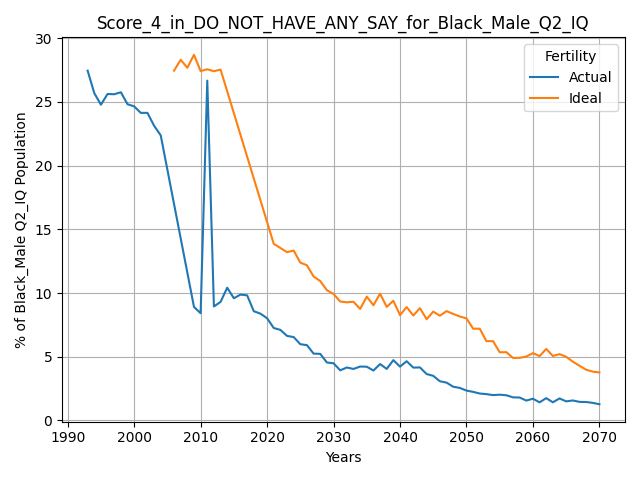 Score_4_in_DO_NOT_HAVE_ANY_SAY_for_Black_Male_Q2_IQ
30
25
20
15
10
5
0
% of Black_Male Q2_IQ Population
Fertility
Actual
Ideal
1990 2000 2010 2020 2030 2040 2050 2060 2070
Years